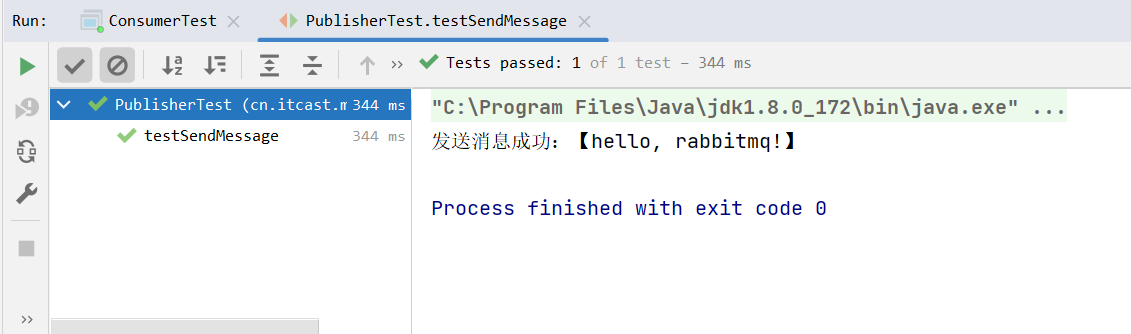 Run: ConsumerTest PublisherTest.testSendMessage
Tests passed: 1 of 1 test – 344 ms
PublisherTest (cn.itcast.m 344 ms
testSendMessage 344 ms
"C:\Program Files\Java\jdk1.8.0_172\bin\java.exe" ...
发送消息成功:【hello, rabbitmq!】
Process finished with exit code 0